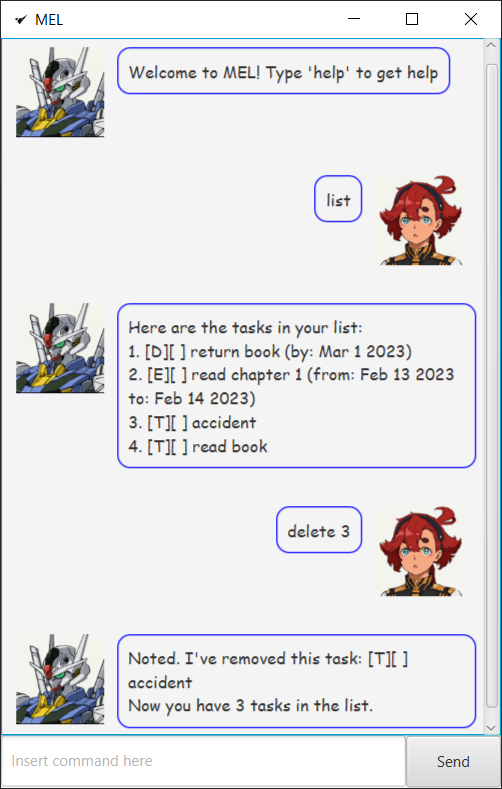 MEL
Welcome to MEL! Type 'help' to get help
list
Here are the tasks in your list:
1. [D][ ] return book (by: Mar 1 2023)
2. [E][ ] read chapter 1 (from: Feb 13 2023
to: Feb 14 2023)
3. [T][ ] accident
4. [T][ ] read book
delete 3
Noted. I've removed this task: [T][ ]
accident
Now you have 3 tasks in the list.
Insert command here
Send